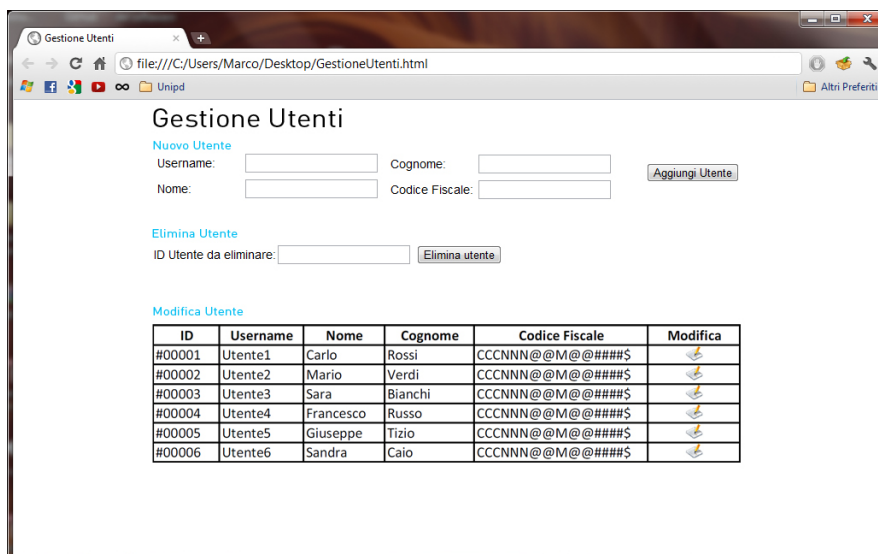 Gestione Utenti
file:///C:/Users/Marco/Desktop/GestioneUtenti.html
Unipd Altri Preferiti
Gestione Utenti
Nuovo Utente
Username: Cognome:
Aggiungi Utente
Nome: Codice Fiscale:
Elimina Utente
ID Utente da eliminare: Elimina utente
Modifica Utente
ID Username Nome Cognome Codice Fiscale Modifica
#00001 Utente1 Carlo Rossi CCCNNN@@M@@####$
#00002 Utente2 Mario Verdi CCCNNN@@M@@####$
#00003 Utente3 Sara Bianchi CCCNNN@@M@@####$
#00004 Utente4 Francesco Russo CCCNNN@@M@@####$
#00005 Utente5 Giuseppe Tizio CCCNNN@@M@@####$
#00006 Utente6 Sandra Caio CCCNNN@@M@@####$